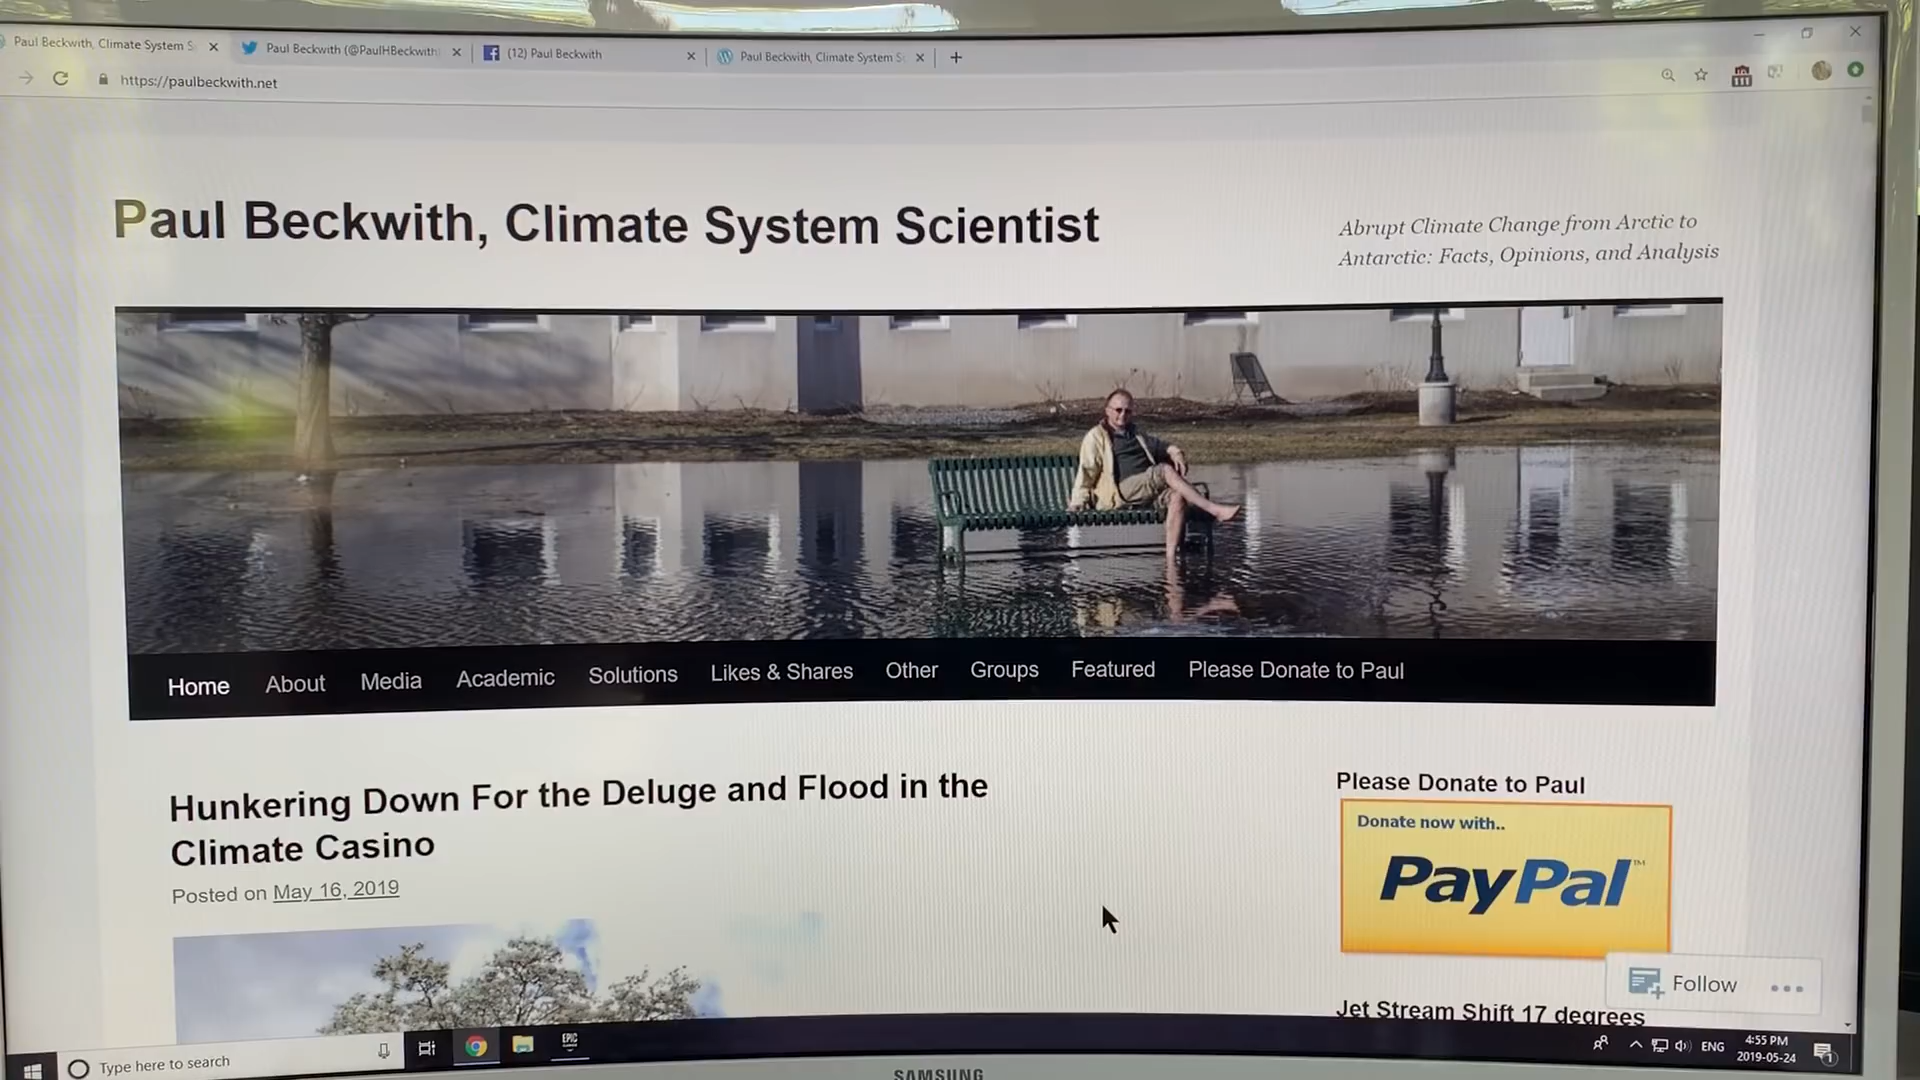 Paul Beckwith, Climate System S
Paul Beckwith (@PaulHBeckwith
(12) Paul Beckwith
Paul Beckwith, Climate System S
https://paulbeckwith.net
Paul Beckwith, Climate System Scientist
Abrupt Climate Change from Arctic to
Antarctic: Facts, Opinions, and Analysis
Home About Media Academic Solutions Likes & Shares Other Groups Featured Please Donate to Paul
Hunkering Down For the Deluge and Flood in the
Climate Casino
Posted on May 16, 2019
Please Donate to Paul
Donate now with..
PayPal™
Follow
Jet Stream Shift 17 degrees
Type here to search
EPIC
ENG
4:55 PM
2019-05-24
1
SAMSUNG